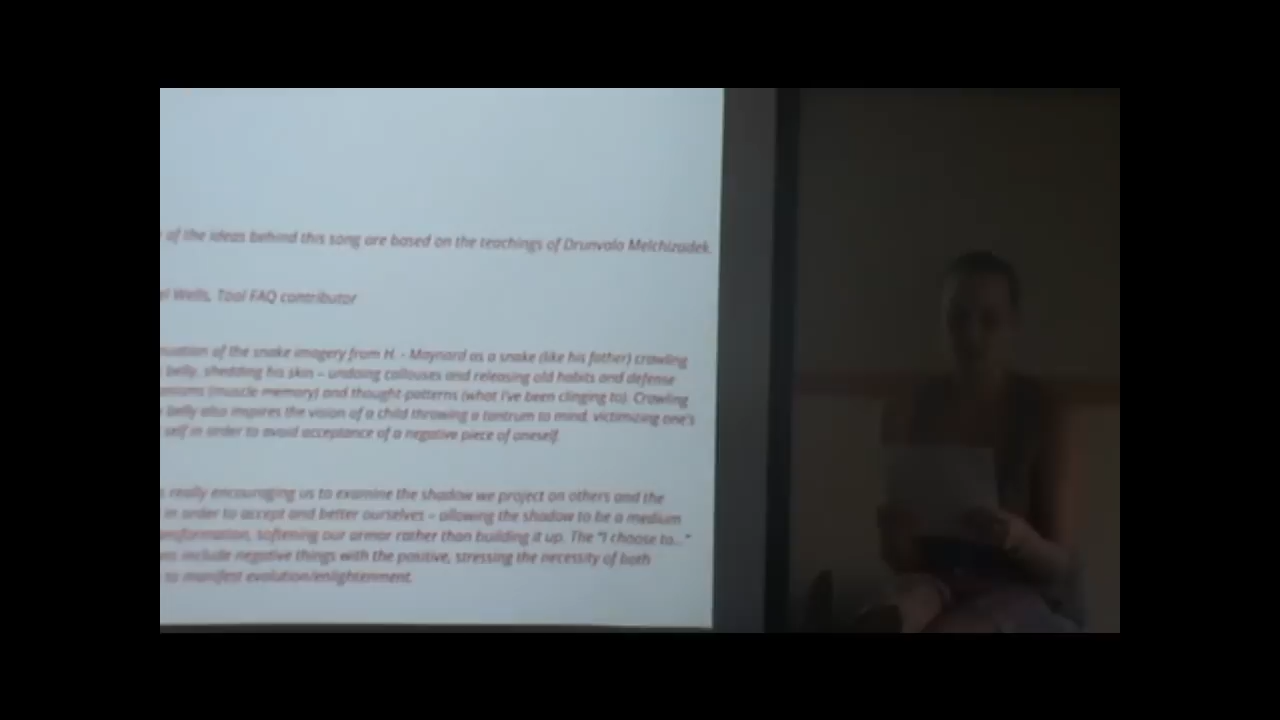 of the ideas behind this song are based on the teachings of Drunvalo Melchizadek.
Wells, Tool FAQ contributor
of the snake imagery from H. - Maynard as a snake (like his father) crawling
belly, shedding his skin – undoing callouses and releasing old habits and defense
(muscle memory) and thought patterns (what I've been clinging to). Crawling
belly also inspires the vision of a child throwing a tantrum to mind, victimizing one's
self in order to avoid acceptance of a negative piece of oneself.
really encouraging us to examine the shadow we project on others and the
in order to accept and better ourselves – allowing the shadow to be a medium
softening our armor rather than building it up. The "I choose to..."
include negative things with the positive, stressing the necessity of both
to manifest evolution/enlightenment.